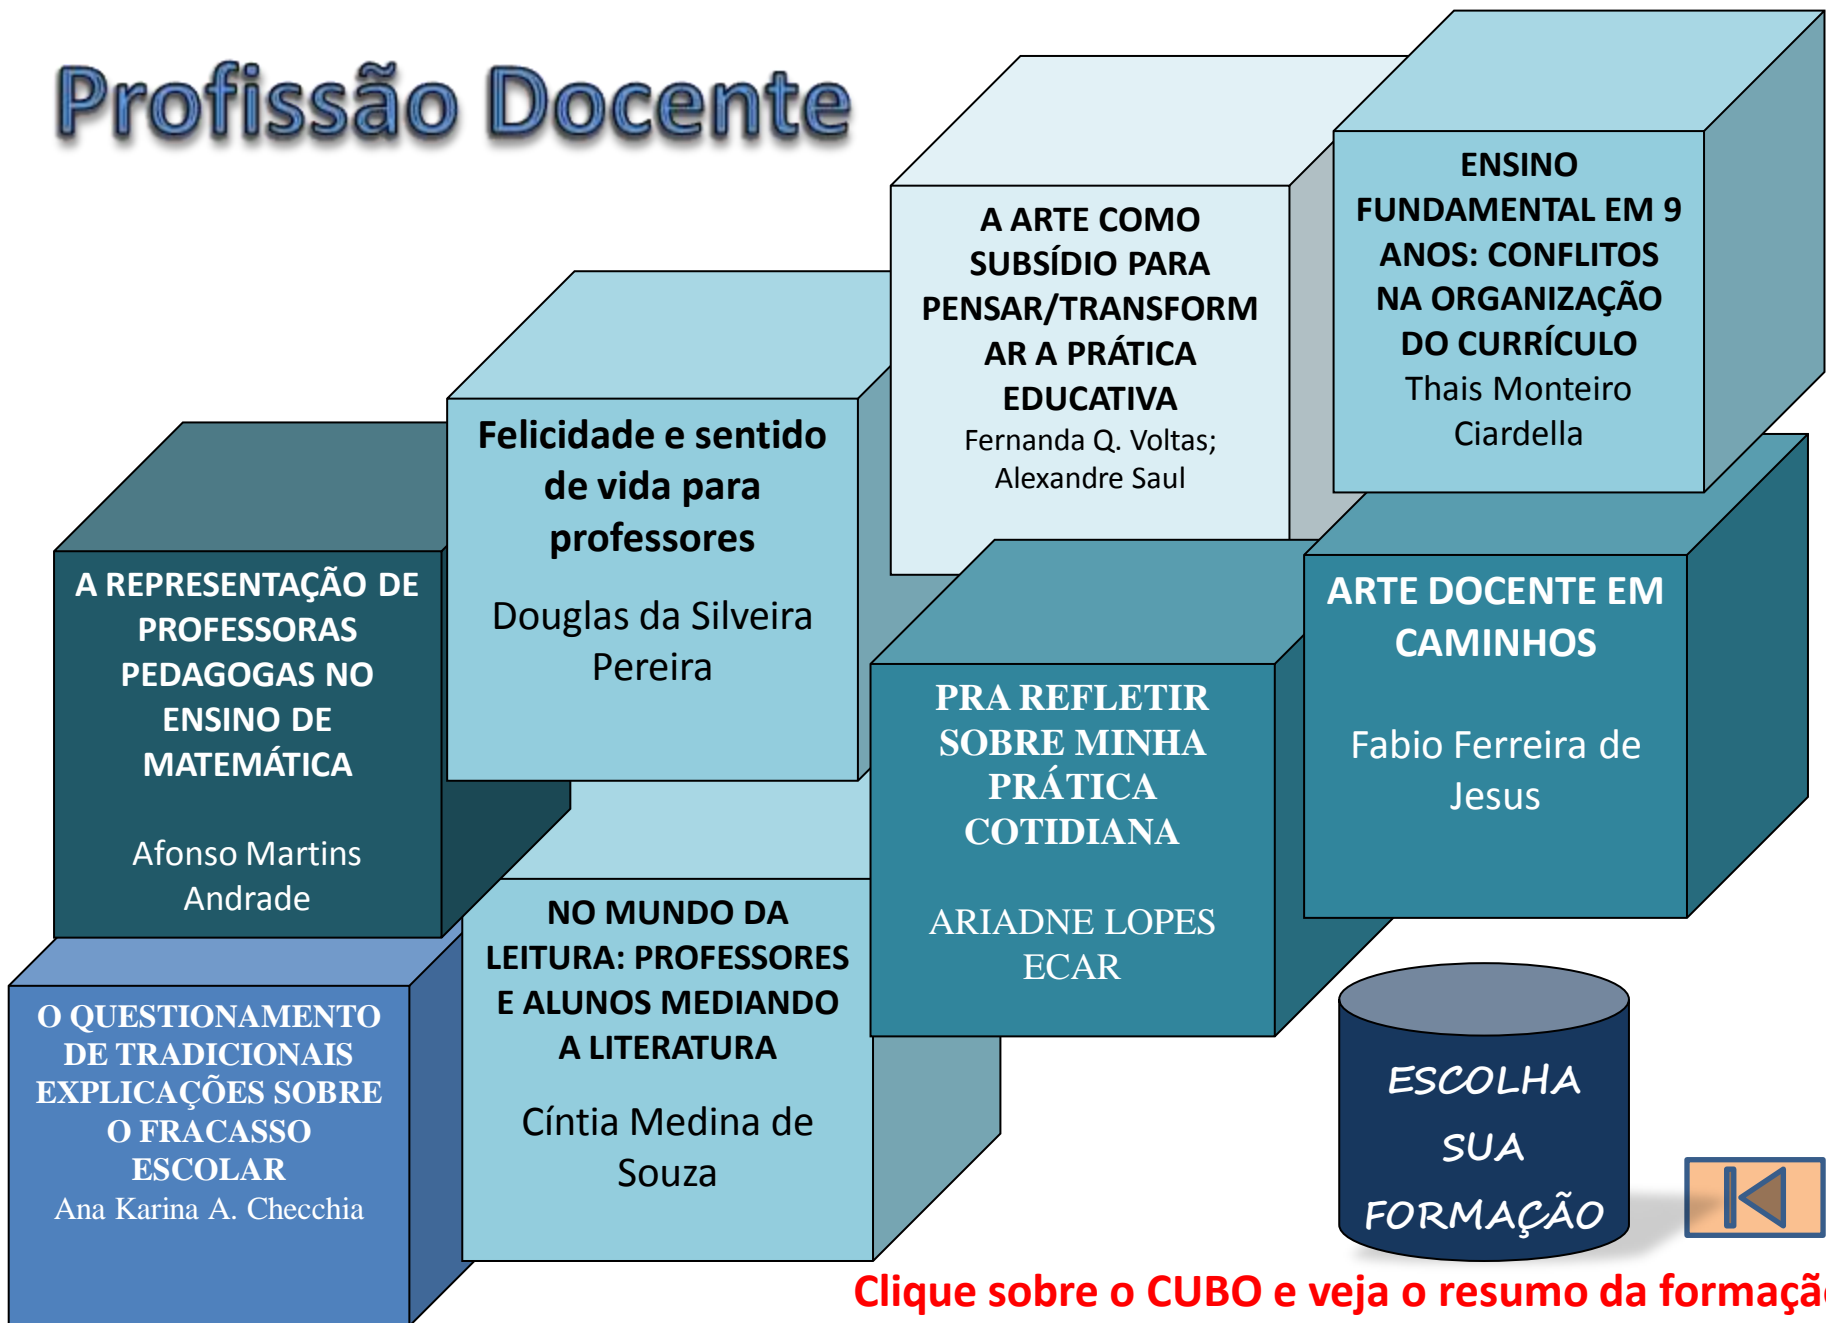 Profissão Docente
ENSINO
FUNDAMENTAL EM 9
ANOS: CONFLITOS
NA ORGANIZAÇÃO
DO CURRÍCULO
Thais Monteiro
Ciardella
A ARTE COMO
SUBSÍDIO PARA
PENSAR/TRANSFORM
AR A PRÁTICA
EDUCATIVA
Fernanda Q. Voltas;
Alexandre Saul
Felicidade e sentido
de vida para
professores
Douglas da Silveira
Pereira
A REPRESENTAÇÃO DE
PROFESSORAS
PEDAGOGAS NO
ENSINO DE
MATEMÁTICA
Afonso Martins
Andrade
ARTE DOCENTE EM
CAMINHOS
Fabio Ferreira de
Jesus
PRA REFLETIR
SOBRE MINHA
PRÁTICA
COTIDIANA
ARIADNE LOPES
ECAR
NO MUNDO DA
LEITURA: PROFESSORES
E ALUNOS MEDIANDO
A LITERATURA
Cíntia Medina de
Souza
O QUESTIONAMENTO
DE TRADICIONAIS
EXPLICAÇÕES SOBRE
O FRACASSO
ESCOLAR
Ana Karina A. Checchia
ESCOLHA
SUA
FORMAÇÃO
Clique sobre o CUBO e veja o resumo da formação